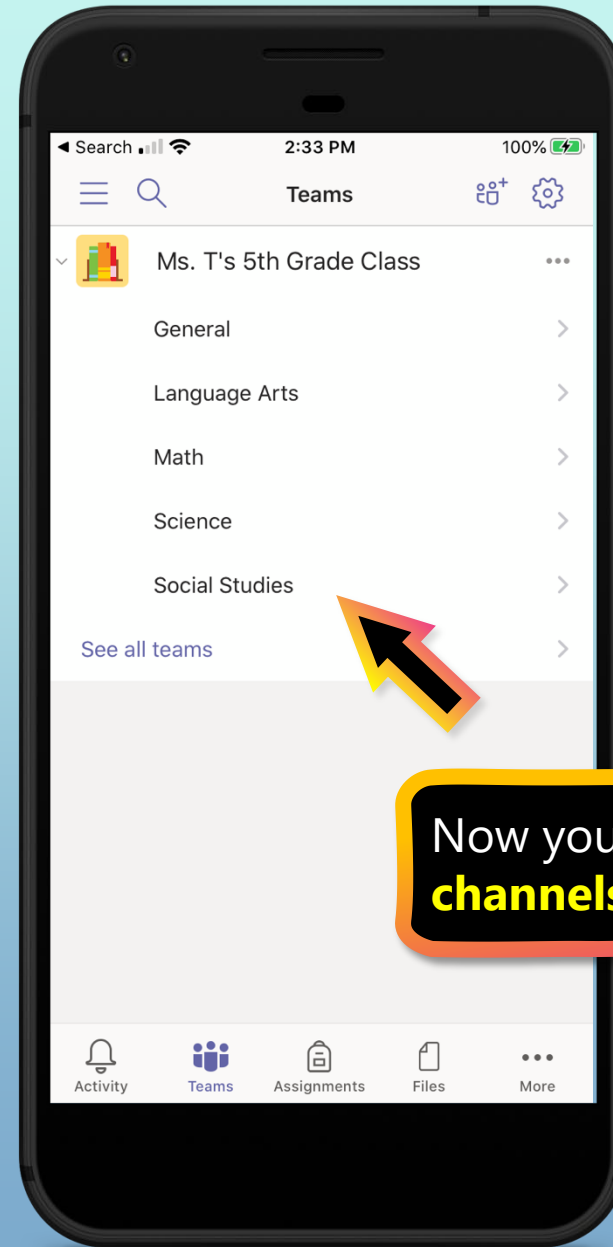 Search 2:33 PM 100%
Teams
Ms. T's 5th Grade Class
General
Language Arts
Math
Science
Social Studies
See all teams
Now you
channels
Activity Teams Assignments Files More